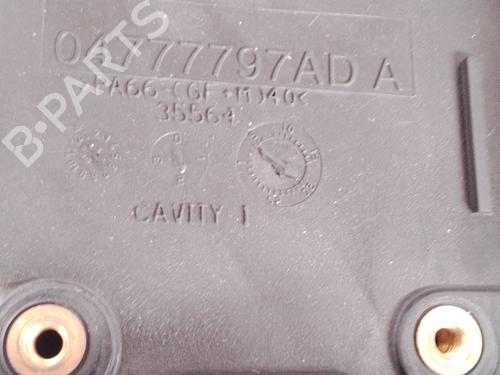 04777797AD A
>PA66-(GF+M)40<
35564
CAVITY 1
B-PARTS